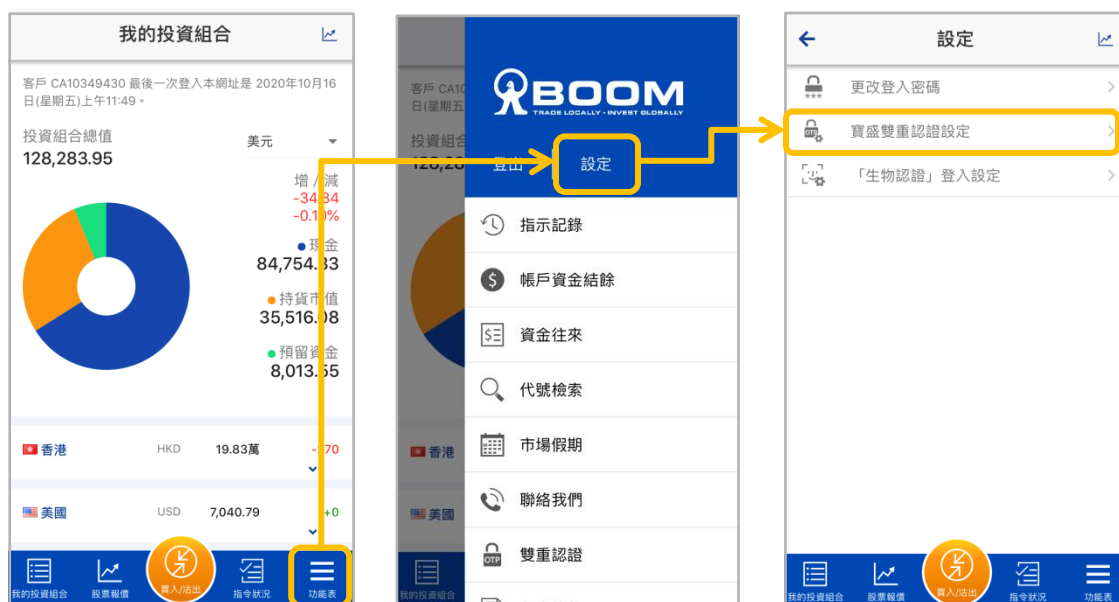 我的投資組合
客戶 CA10349430 最後一次登入本網址是 2020年10月16
日(星期五)上午11:49。
投資組合總值
美元
128,283.95
增 / 減
-34.84
-0.10%
現金
84,754.33
持貨市值
35,516.08
預留資金
8,013.55
香港 HKD 19.83萬
美國 USD 7,040.79 +0
我的投資組合 股票報價 買入/沽出 指令狀況 功能表
客戶 CA10
日(星期五
投資組合
128,28
香港
美國
我的投資組合
BOOM
TRADE LOCALLY - INVEST GLOBALLY
登出 設定
指示記錄
帳戶資金結餘
資金往來
代號檢索
市場假期
聯絡我們
OTP 雙重認證
設定
*** 更改登入密碼
OTP 寶盛雙重認證設定
「生物認證」登入設定
我的投資組合 股票報價 買入/沽出 指令狀況 功能表